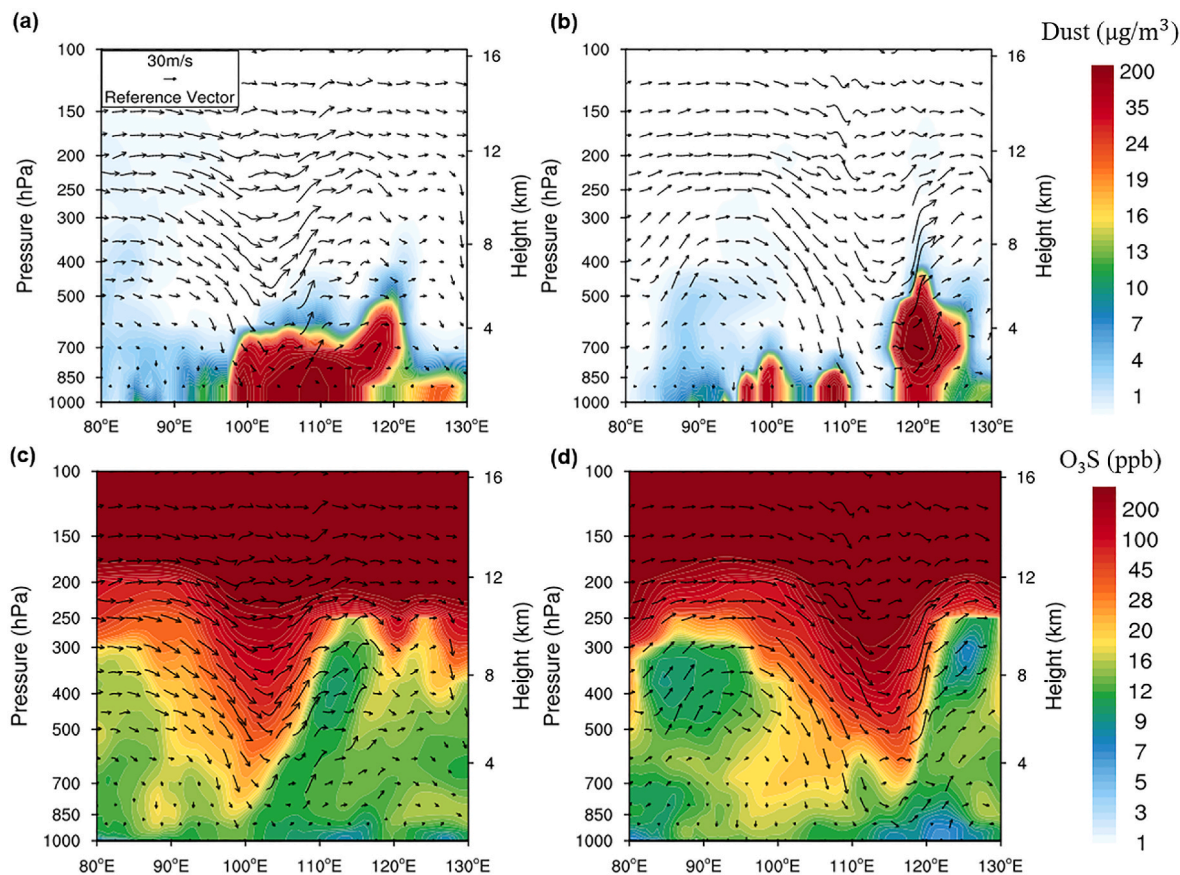 (a)
(b)
Dust (μg/m³)
100
150
200
250
300
400
500
700
850
1000
Pressure (hPa)
30m/s
Reference Vector
16
12
8
4
Height (km)
80°E
90°E
100°E
110°E
120°E
130°E
100
150
200
250
300
400
500
700
850
1000
Pressure (hPa)
16
12
8
4
Height (km)
80°E
90°E
100°E
110°E
120°E
130°E
200
35
24
19
16
13
10
7
4
1
(c)
(d)
O₃S (ppb)
100
150
200
250
300
400
500
700
850
1000
Pressure (hPa)
16
12
8
4
Height (km)
80°E
90°E
100°E
110°E
120°E
130°E
100
150
200
250
300
400
500
700
850
1000
Pressure (hPa)
16
12
8
4
Height (km)
80°E
90°E
100°E
110°E
120°E
130°E
200
100
45
28
20
16
12
9
7
5
3
1